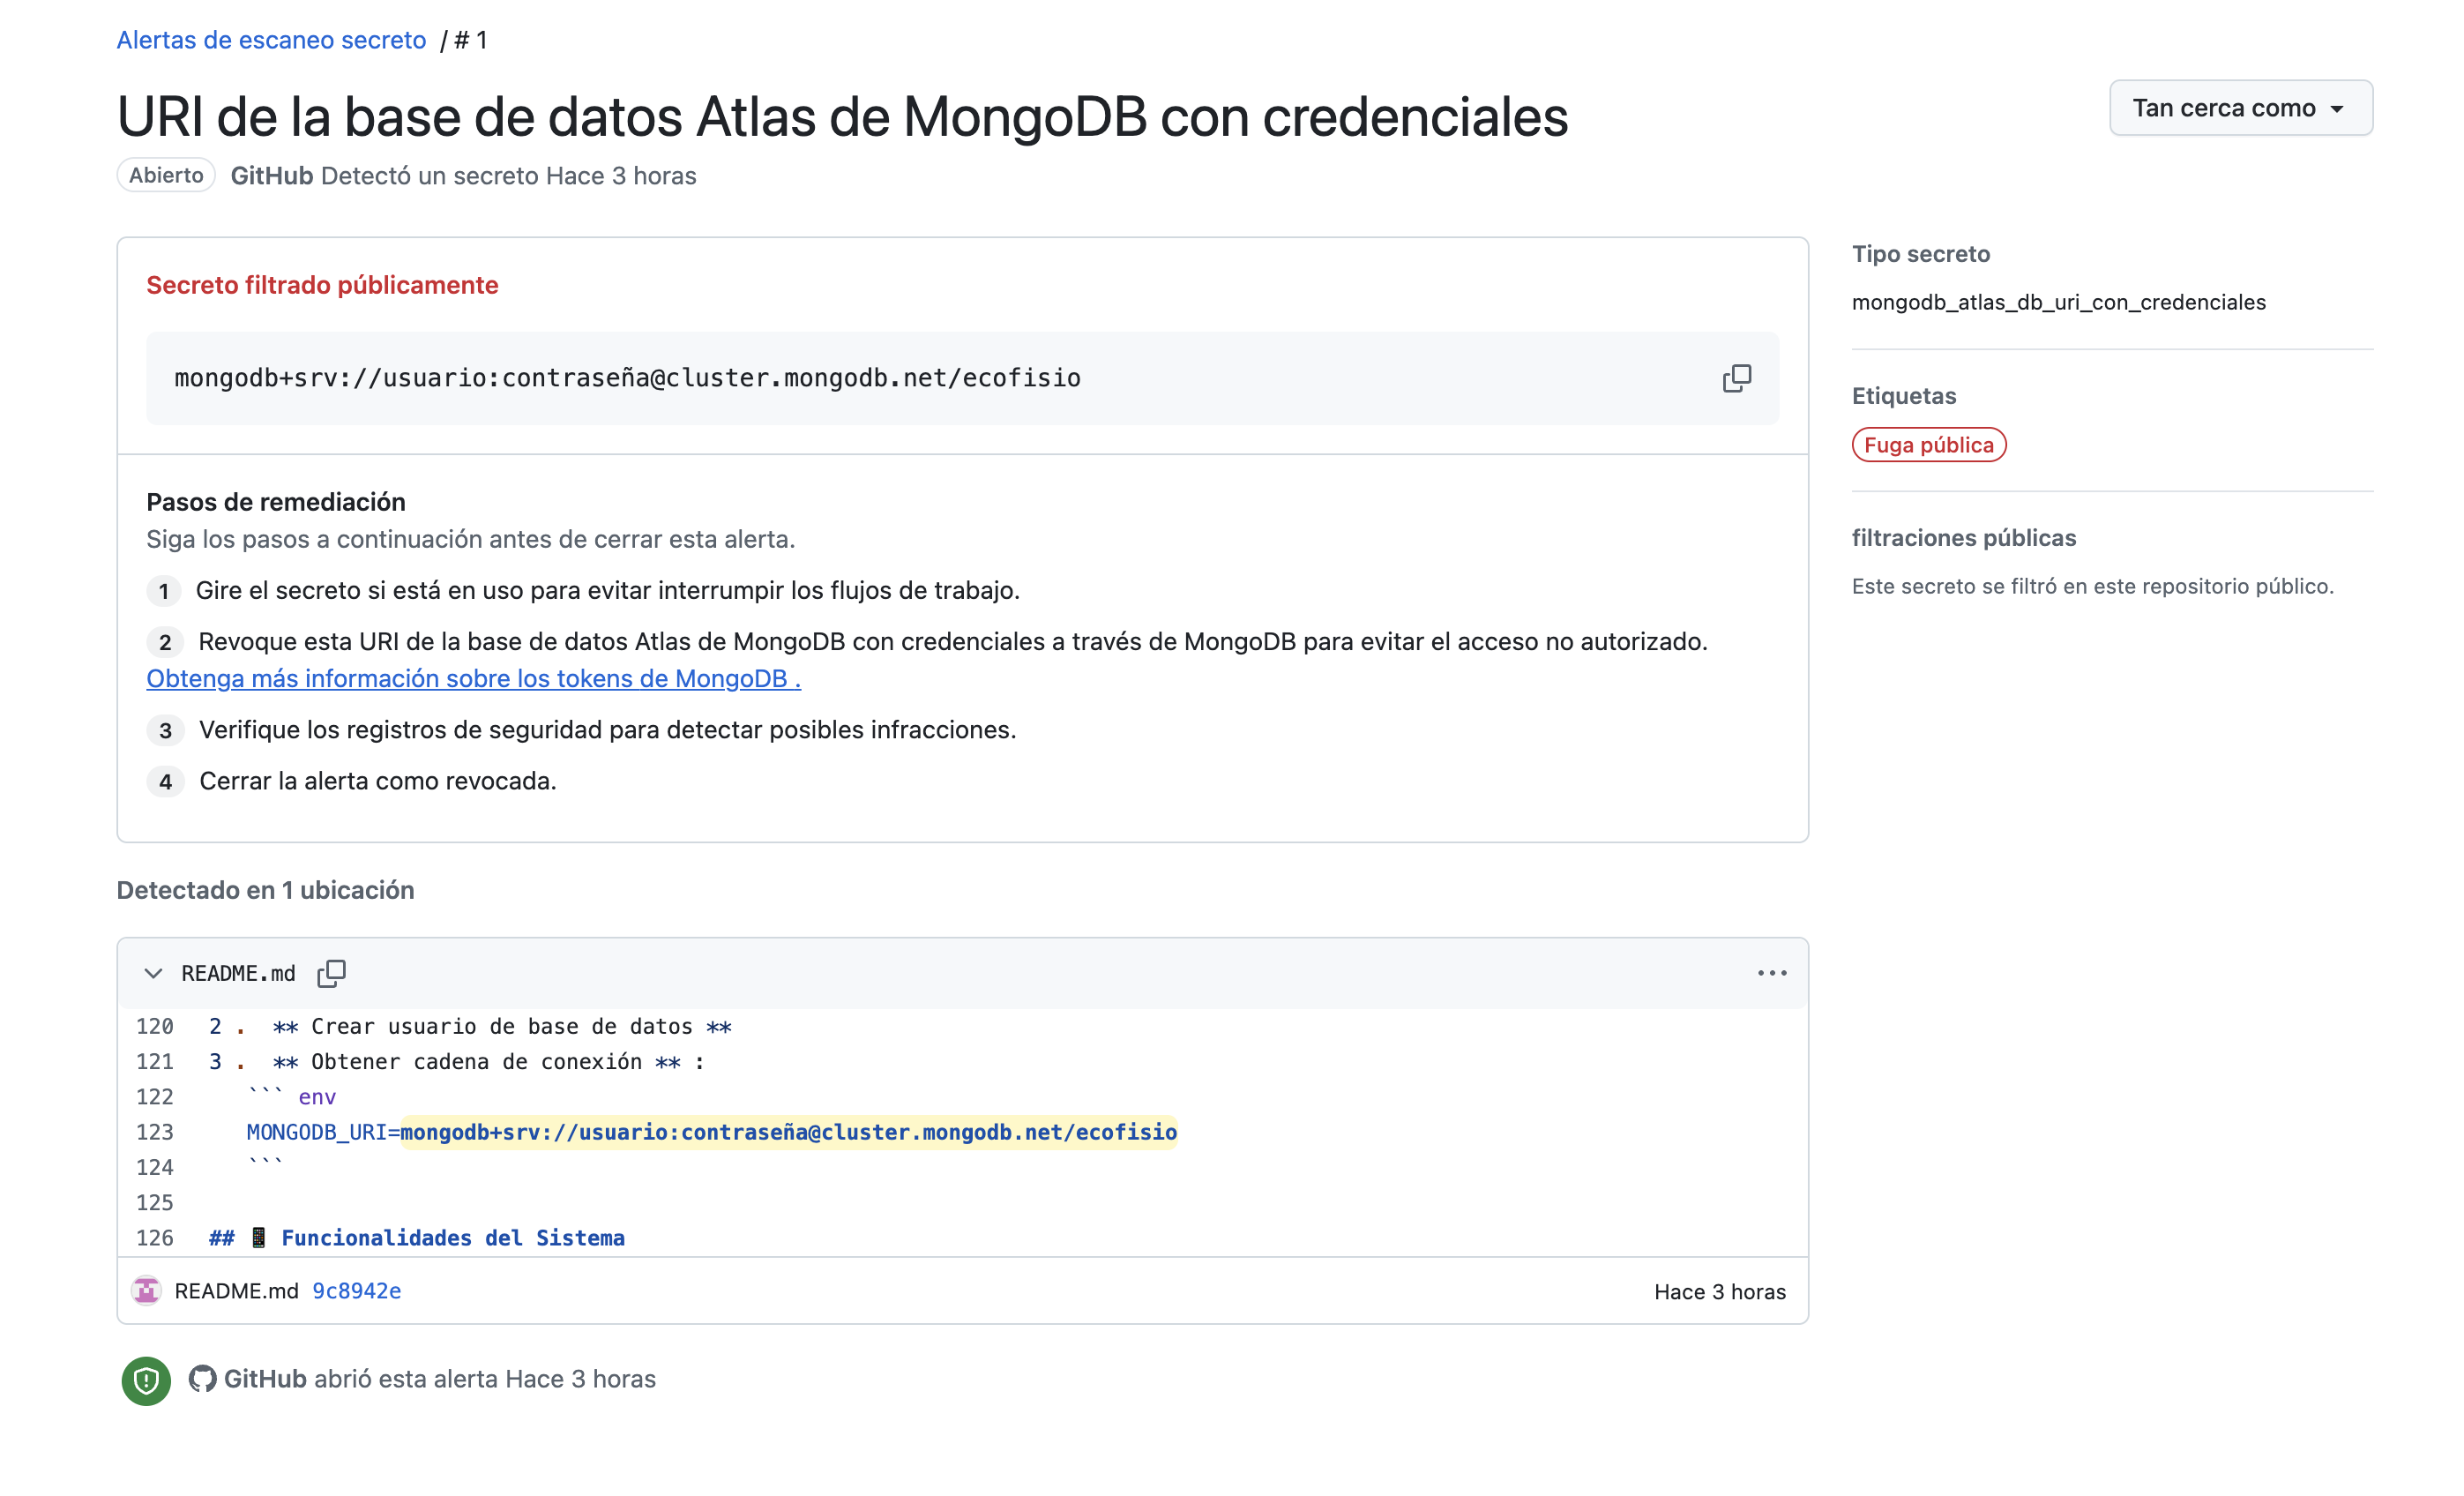 Alertas de escaneo secreto / # 1
URI de la base de datos Atlas de MongoDB con credenciales
Tan cerca como
Abierto GitHub Detectó un secreto Hace 3 horas
Secreto filtrado públicamente
mongodb+srv://usuario:contraseña@cluster.mongodb.net/ecofisio
Pasos de remediación
Siga los pasos a continuación antes de cerrar esta alerta.
1 Gire el secreto si está en uso para evitar interrumpir los flujos de trabajo.
2 Revoque esta URI de la base de datos Atlas de MongoDB con credenciales a través de MongoDB para evitar el acceso no autorizado.
Obtenga más información sobre los tokens de MongoDB .
3 Verifique los registros de seguridad para detectar posibles infracciones.
4 Cerrar la alerta como revocada.
Tipo secreto
mongodb_atlas_db_uri_con_credenciales
Etiquetas
Fuga pública
filtraciones públicas
Este secreto se filtró en este repositorio público.
Detectado en 1 ubicación
README.md
120 2 . ** Crear usuario de base de datos **
121 3 . ** Obtener cadena de conexión ** :
122 ``` env
123 MONGODB_URI=mongodb+srv://usuario:contraseña@cluster.mongodb.net/ecofisio
124 ```
125
126 ## 📱 Funcionalidades del Sistema
README.md 9c8942e
Hace 3 horas
GitHub abrió esta alerta Hace 3 horas